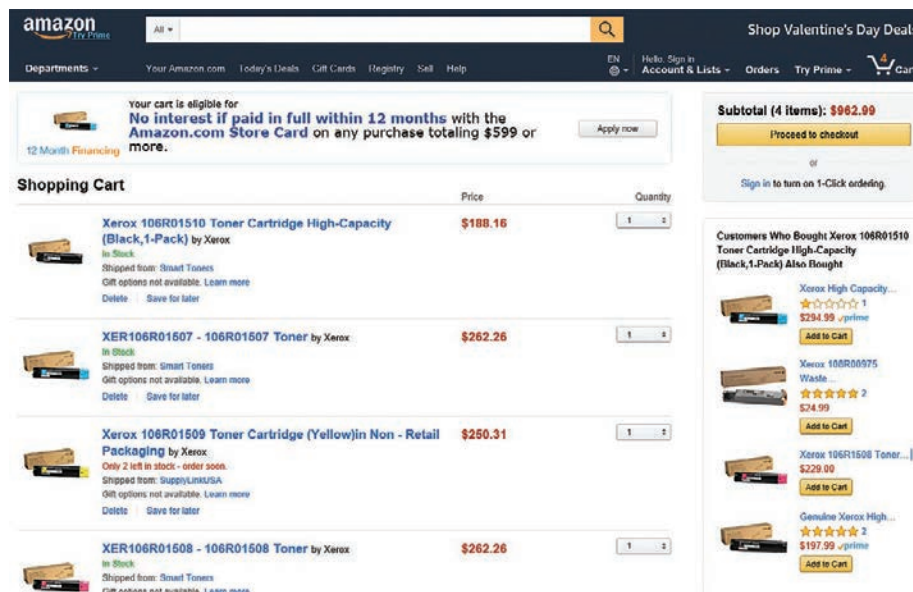 amazon
Try Prime
All
Shop Valentine's Day Deals
Departments
Your Amazon.com Today's Deals Gift Cards Registry Sell Help
EN
Hello. Sign in
Account & Lists Orders Try Prime 4 Cart
Your cart is eligible for
No interest if paid in full within 12 months with the
Amazon.com Store Card on any purchase totaling $599 or
more.
12 Month Financing
Apply now
Subtotal (4 items): $962.99
Proceed to checkout
or
Sign in to turn on 1-Click ordering.
Shopping Cart
Price Quantity
Xerox 106R01510 Toner Cartridge High-Capacity
(Black,1-Pack) by Xerox
$188.16 1
In Stock
Shipped from: Smart Toners
Gift options not available. Learn more
Delete Save for later
XER106R01507 - 106R01507 Toner by Xerox
$262.26 1
In Stock
Shipped from: Smart Toners
Gift options not available. Learn more
Delete Save for later
Xerox 106R01509 Toner Cartridge (Yellow)in Non - Retail
Packaging by Xerox
$250.31 1
Only 2 left in stock - order soon.
Shipped from: SupplyLinkUSA
Gift options not available. Learn more
Delete Save for later
XER106R01508 - 106R01508 Toner by Xerox
$262.26 1
In Stock
Shipped from: Smart Toners
Gift options not available. Learn more
Customers Who Bought Xerox 106R01510
Toner Cartridge High-Capacity
(Black,1-Pack) Also Bought
Xerox High Capacity...
1
$294.99 prime
Add to Cart
Xerox 108R00975
Waste...
2
$24.99
Add to Cart
Xerox 106R1508 Toner...
$229.00
Add to Cart
Genuine Xerox High...
2
$197.99 prime
Add to Cart